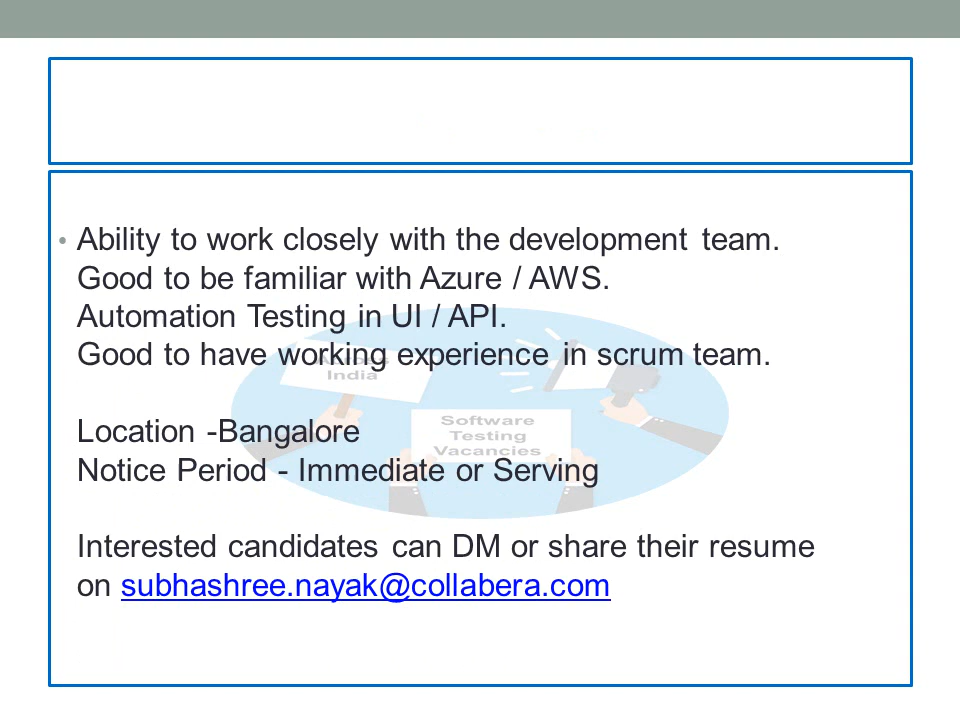 • Ability to work closely with the development team.
Good to be familiar with Azure / AWS.
Automation Testing in UI / API.
Good to have working experience in scrum team.
India
Software
Testing
Vacancies
Location -Bangalore
Notice Period - Immediate or Serving
Interested candidates can DM or share their resume
on subhashree.nayak@collabera.com